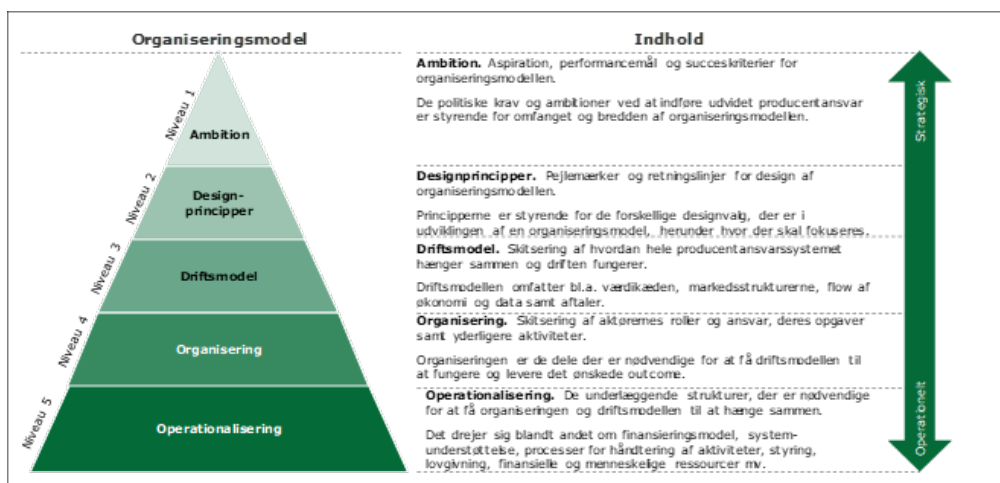 Organiseringsmodel
Indhold
Niveau 1
Ambition
Niveau 2
Design-
principper
Niveau 3
Driftsmodel
Niveau 4
Organisering
Niveau 5
Operationalisering
Ambition. Aspiration, performancemål og succeskriterier for
organiseringsmodellen.
De politiske krav og ambitioner ved at indføre udvidet producentansvar
er styrende for omfanget og bredden af organiseringsmodellen.
Designprincipper. Pejlemærker og retningslinjer for design af
organiseringsmodellen.
Principperne er styrende for de forskellige designvalg, der er i
udviklingen af en organiseringsmodel, herunder hvor der skal fokuseres.
Driftsmodel. Skitsering af hvordan hele producentansvarssystemet
hænger sammen og driften fungerer.
Driftsmodellen omfatter bl.a. værdikæden, markedsstrukturerne, flow af
økonomi og data samt aftaler.
Organisering. Skitsering af aktørernes roller og ansvar, deres opgaver
samt yderligere aktiviteter.
Organiseringen er de dele der er nødvendige for at få driftsmodellen til
at fungere og levere det ønskede outcome.
Operationalisering. De underlæggende strukturer, der er nødvendige
for at få organiseringen og driftsmodellen til at hænge sammen.
Det drejer sig blandt andet om finansieringsmodel, system-
understøttelse, processer for håndtering af aktiviteter, styring,
lovgivning, finansielle og menneskelige ressourcer mv.
Strategisk
Operationelt